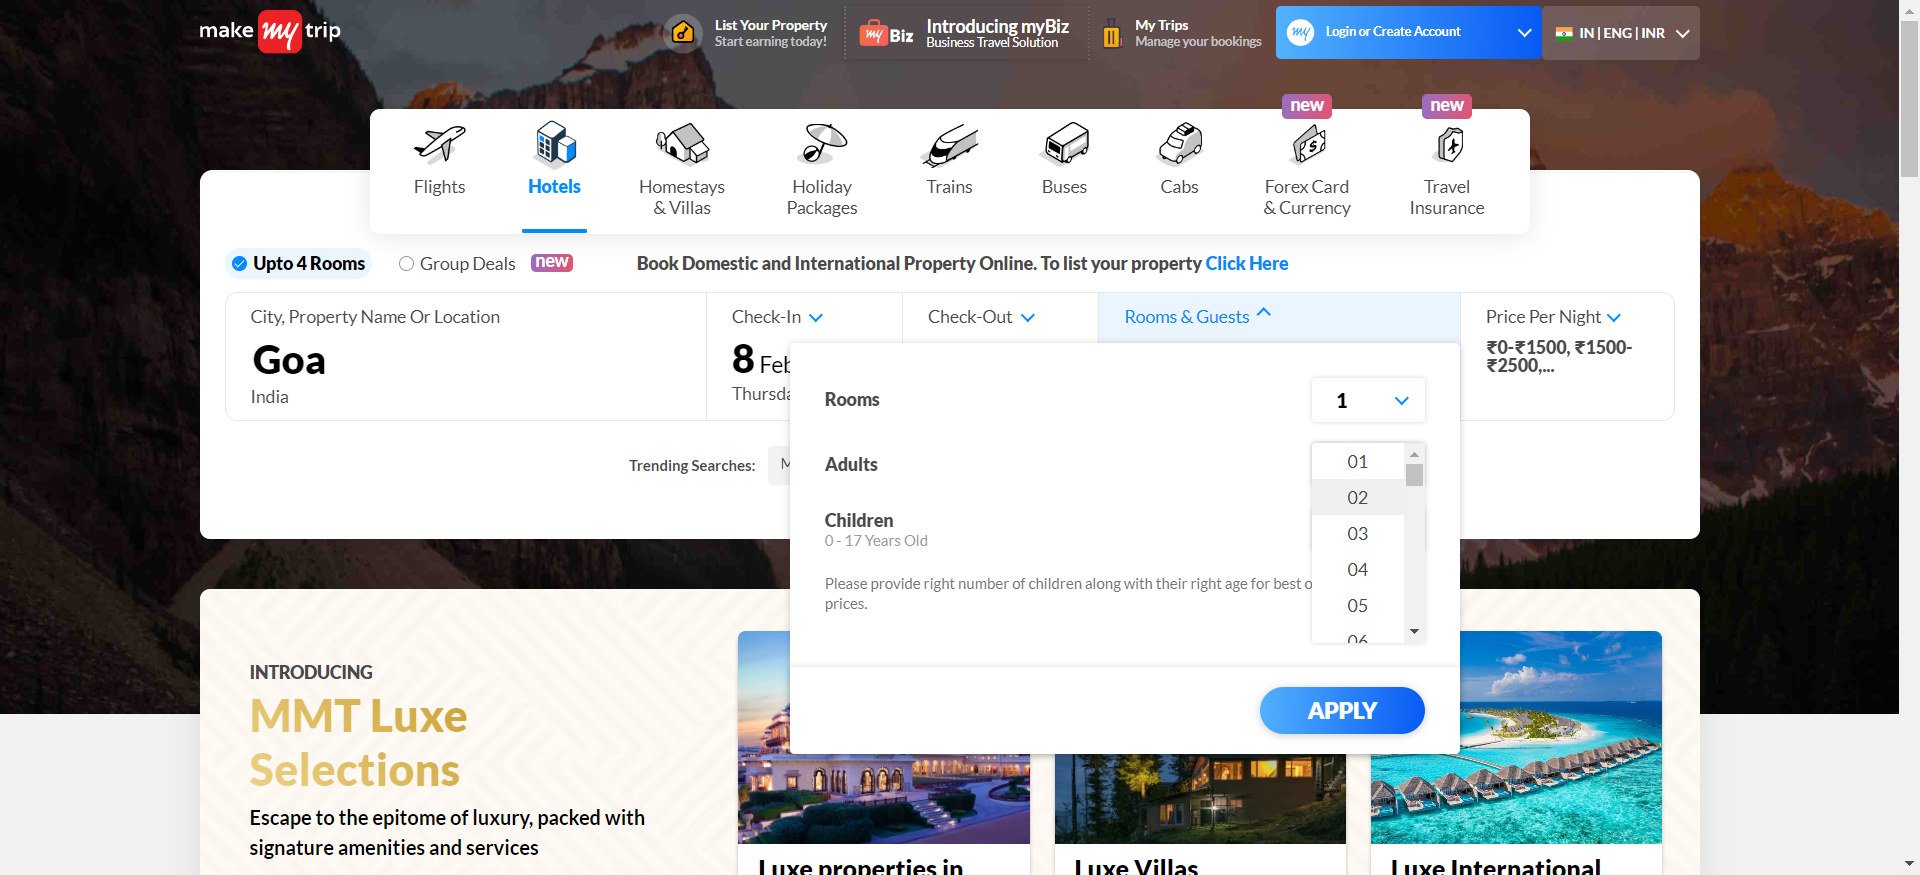 make my trip
List Your Property
Start earning today!
my Biz
Introducing myBiz
Business Travel Solution
My Trips
Manage your bookings
my
Login or Create Account
IN | ENG | INR
new
new
Flights
Hotels
Homestays
& Villas
Holiday
Packages
Trains
Buses
Cabs
Forex Card
& Currency
Travel
Insurance
Upto 4 Rooms
Group Deals
new
Book Domestic and International Property Online. To list your property Click Here
City, Property Name Or Location
Goa
India
Check-In
8 Feb
Thursda
Check-Out
Rooms & Guests
Price Per Night
₹0-₹1500, ₹1500-
₹2500,...
Trending Searches:
M
Rooms
1
Adults
01
02
03
04
05
06
Children
0 - 17 Years Old
Please provide right number of children along with their right age for best o
prices.
APPLY
INTRODUCING
MMT Luxe
Selections
Escape to the epitome of luxury, packed with
signature amenities and services
Luxe properties in
Luxe Villas
Luxe International